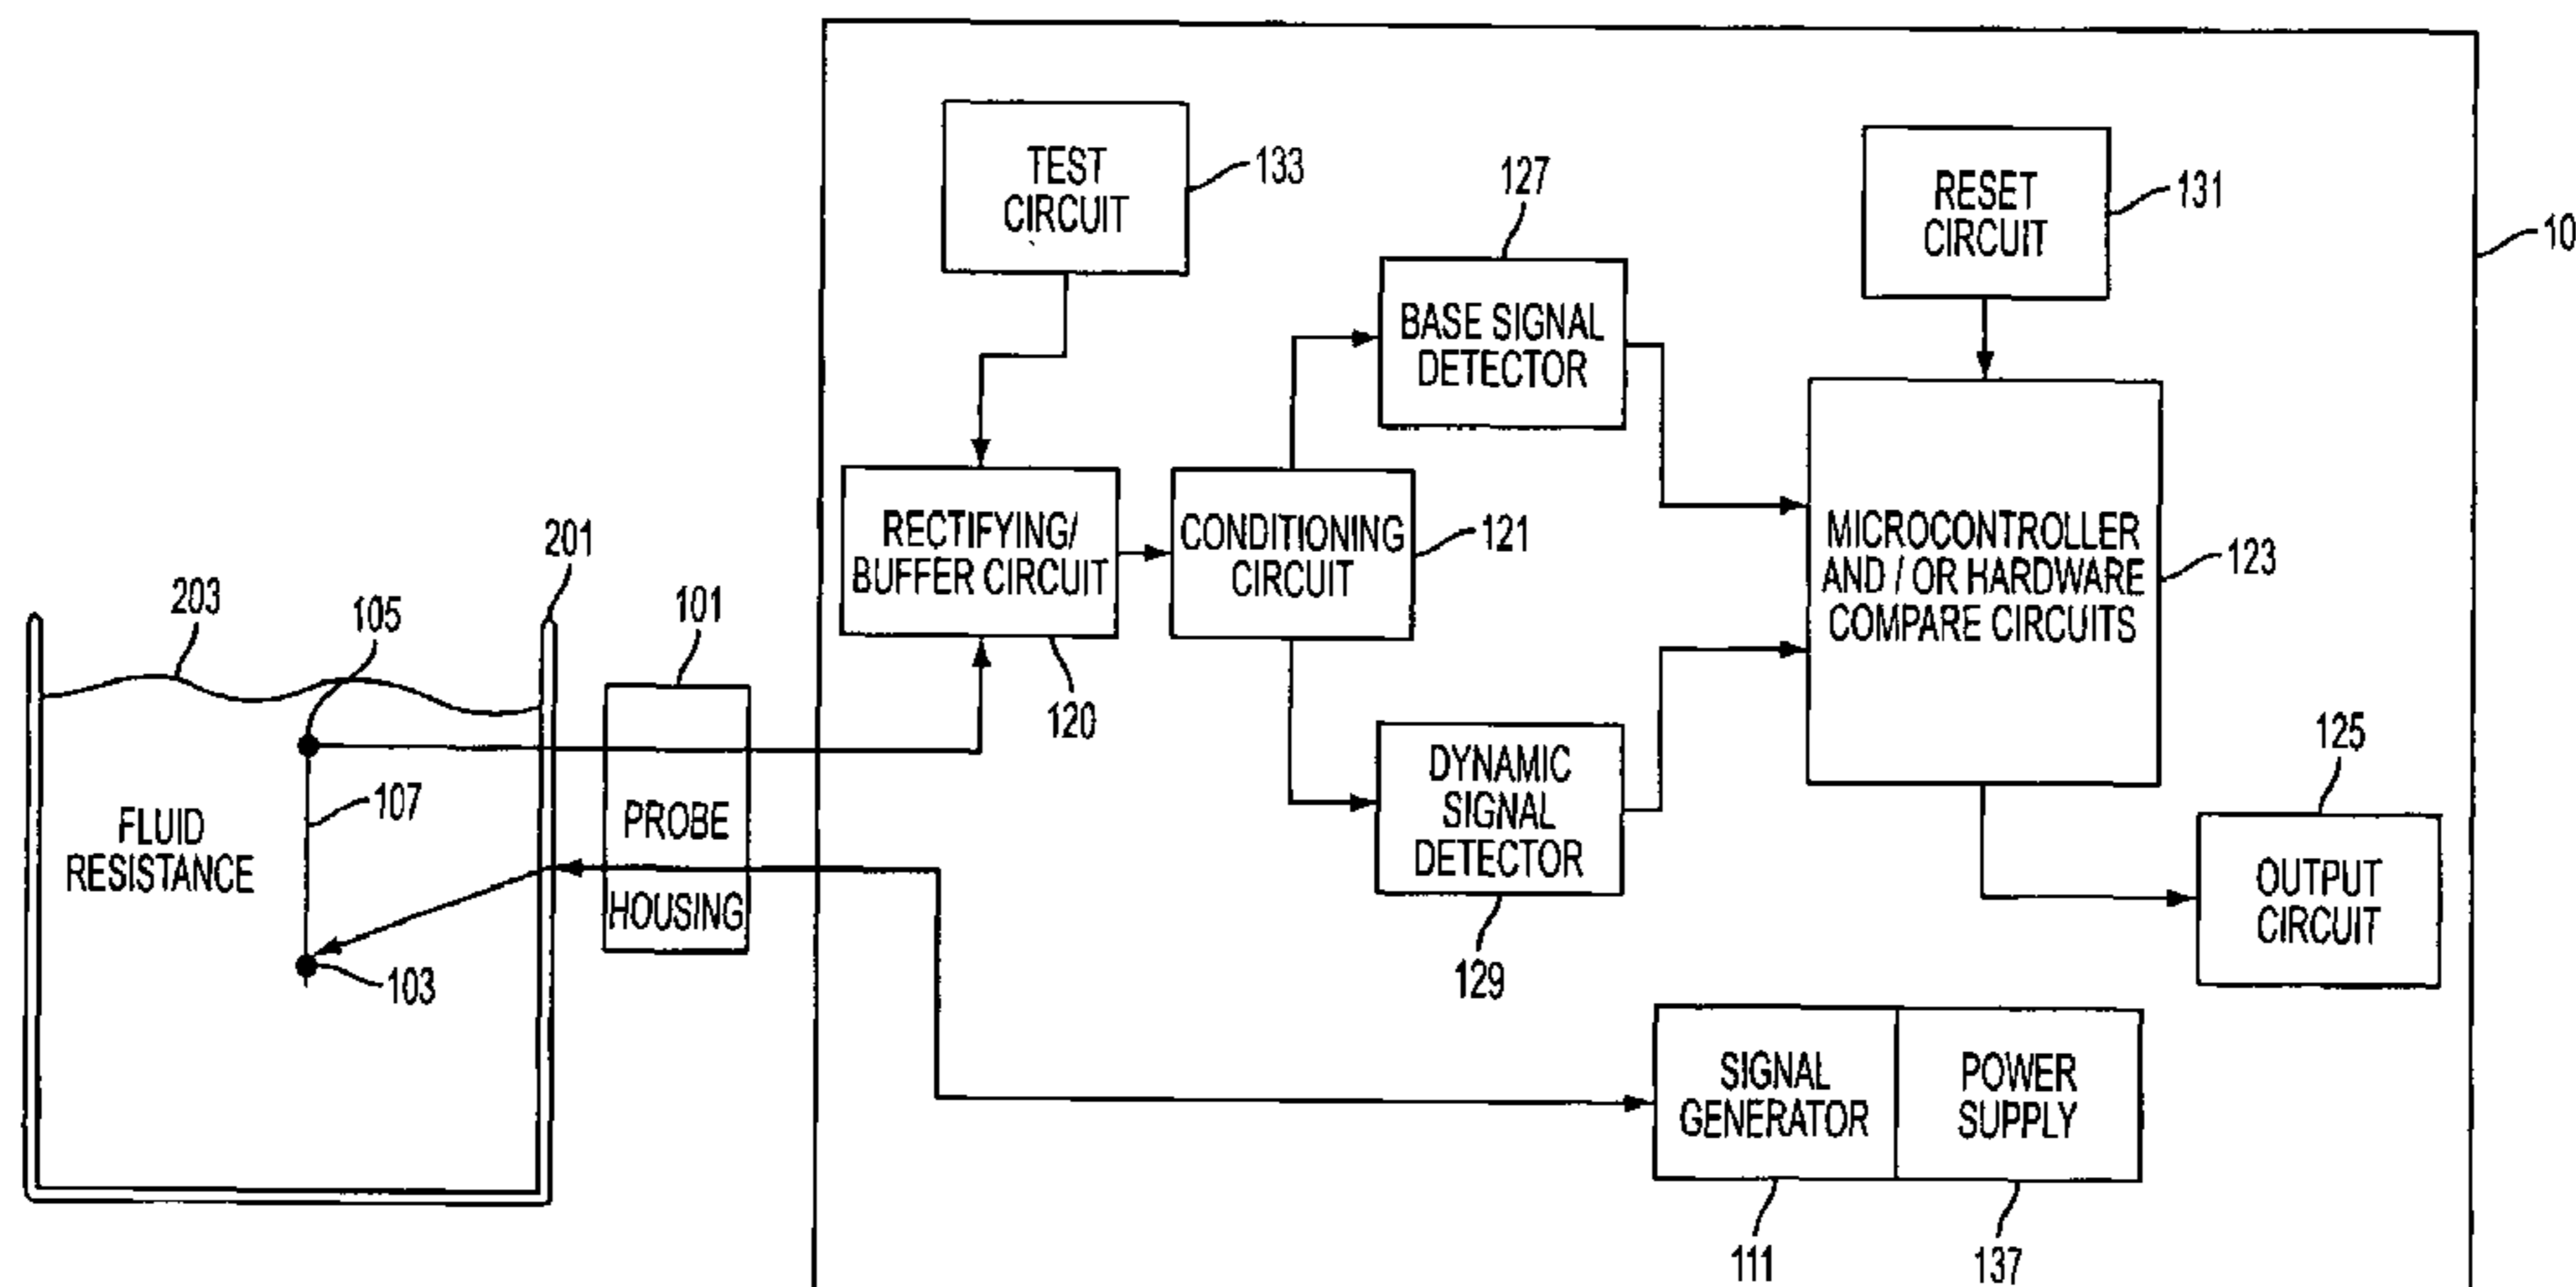 TEST
CIRCUIT
133
127
RESET
CIRCUIT
131
10
BASE SIGNAL
DETECTOR
RECTIFYING/
BUFFER CIRCUIT
120
CONDITIONING
CIRCUIT
121
MICROCONTROLLER
AND / OR HARDWARE
COMPARE CIRCUITS
123
201
203
105
101
107
FLUID
RESISTANCE
PROBE
HOUSING
103
DYNAMIC
SIGNAL
DETECTOR
129
125
OUTPUT
CIRCUIT
SIGNAL
GENERATOR
POWER
SUPPLY
111
137